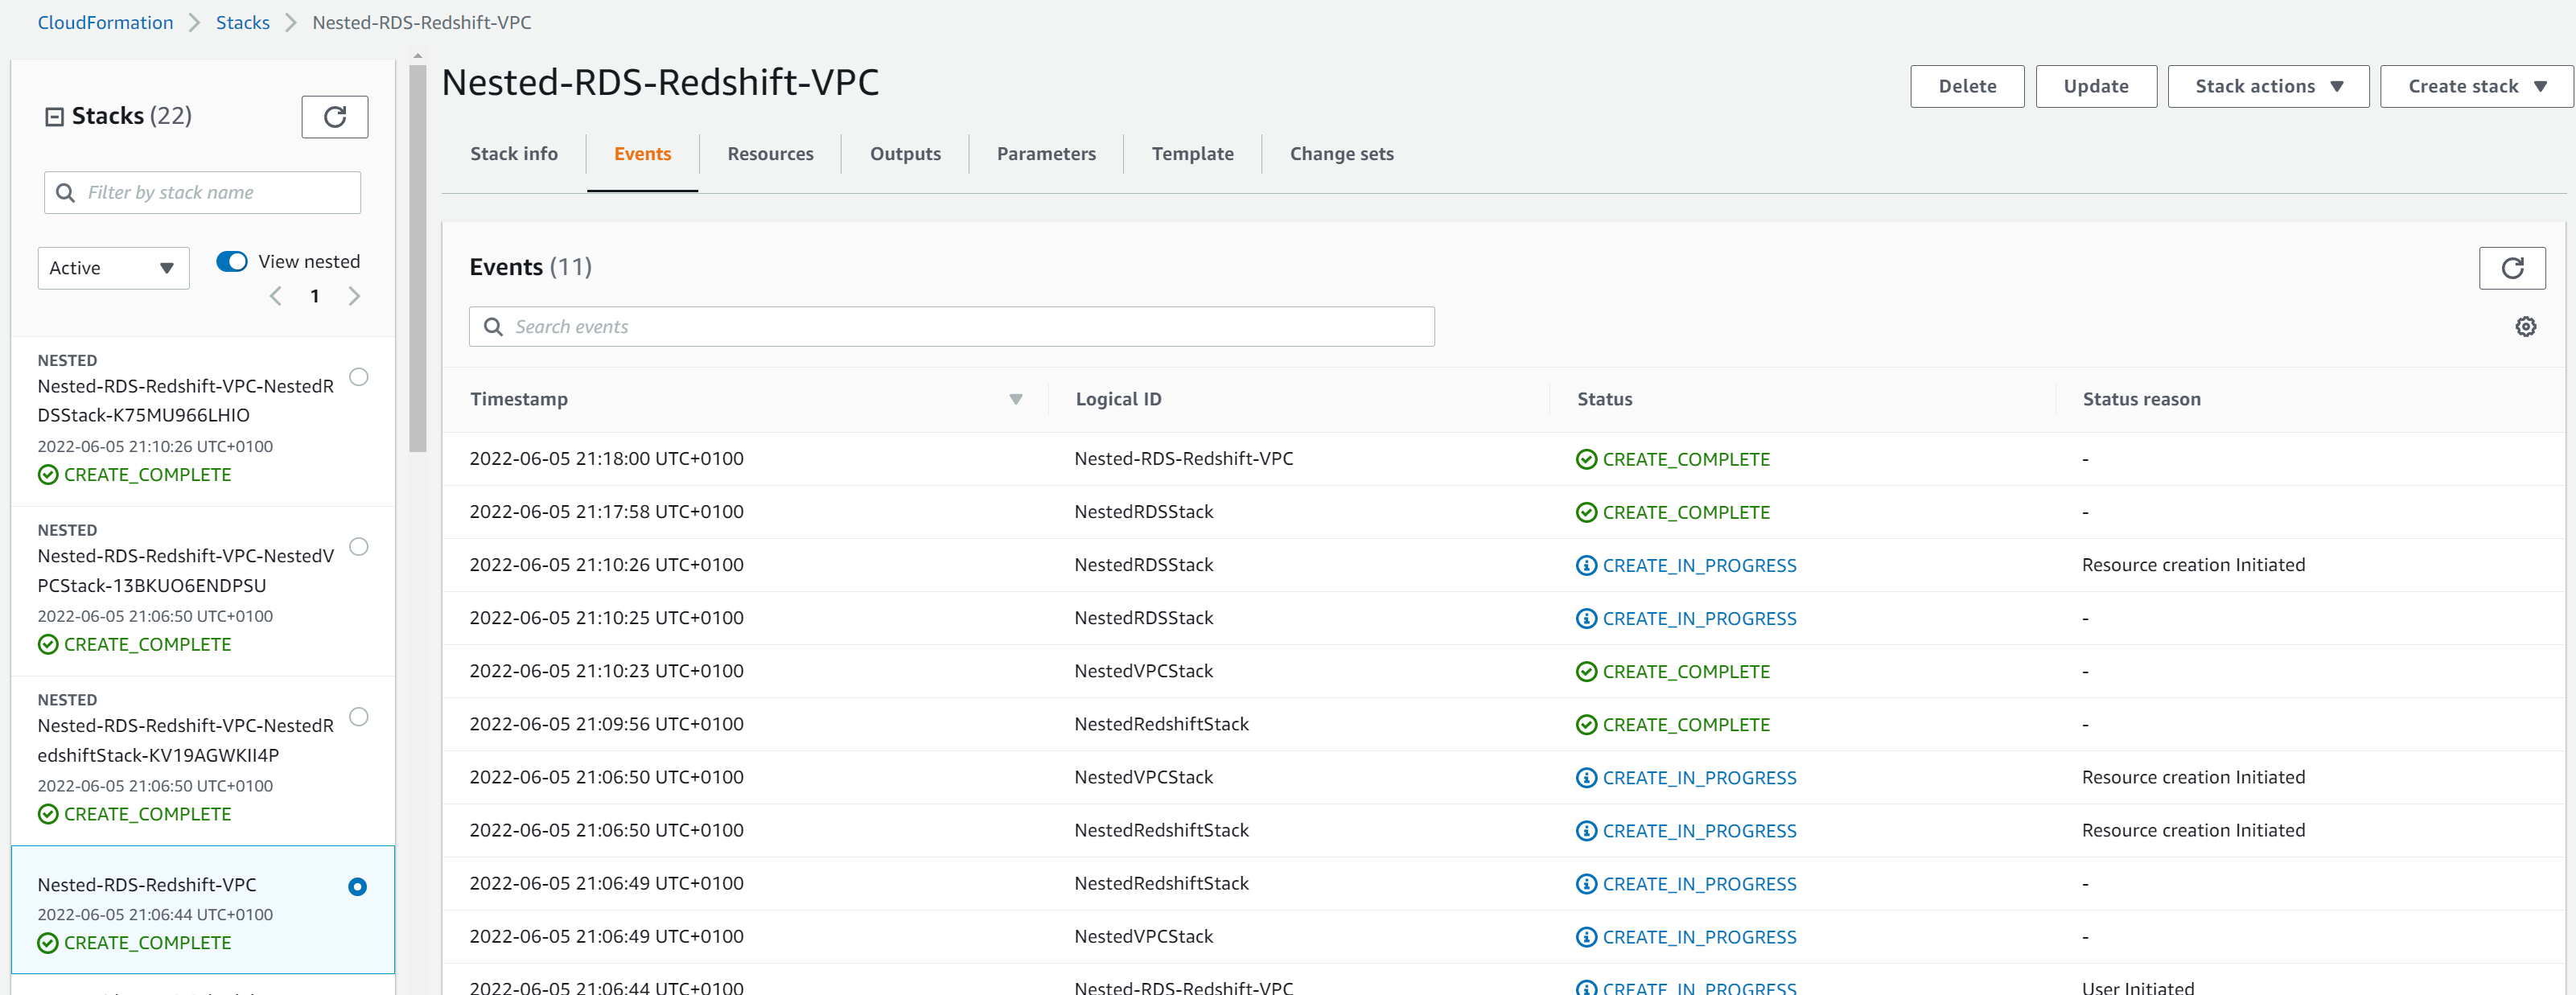 CloudFormation > Stacks > Nested-RDS-Redshift-VPC
Stacks (22)
Filter by stack name
Active
View nested
1
NESTED
Nested-RDS-Redshift-VPC-NestedR
DSStack-K75MU966LHIO
2022-06-05 21:10:26 UTC+0100
CREATE_COMPLETE
NESTED
Nested-RDS-Redshift-VPC-NestedV
PCStack-13BKUO6ENDPSU
2022-06-05 21:06:50 UTC+0100
CREATE_COMPLETE
NESTED
Nested-RDS-Redshift-VPC-NestedR
edshiftStack-KV19AGWKII4P
2022-06-05 21:06:50 UTC+0100
CREATE_COMPLETE
Nested-RDS-Redshift-VPC
2022-06-05 21:06:44 UTC+0100
CREATE_COMPLETE
Nested-RDS-Redshift-VPC
Delete Update Stack actions Create stack
Stack info Events Resources Outputs Parameters Template Change sets
Events (11)
Search events
Timestamp Logical ID Status Status reason
2022-06-05 21:18:00 UTC+0100 Nested-RDS-Redshift-VPC CREATE_COMPLETE -
2022-06-05 21:17:58 UTC+0100 NestedRDSStack CREATE_COMPLETE -
2022-06-05 21:10:26 UTC+0100 NestedRDSStack CREATE_IN_PROGRESS Resource creation Initiated
2022-06-05 21:10:25 UTC+0100 NestedRDSStack CREATE_IN_PROGRESS -
2022-06-05 21:10:23 UTC+0100 NestedVPCStack CREATE_COMPLETE -
2022-06-05 21:09:56 UTC+0100 NestedRedshiftStack CREATE_COMPLETE -
2022-06-05 21:06:50 UTC+0100 NestedVPCStack CREATE_IN_PROGRESS Resource creation Initiated
2022-06-05 21:06:50 UTC+0100 NestedRedshiftStack CREATE_IN_PROGRESS Resource creation Initiated
2022-06-05 21:06:49 UTC+0100 NestedRedshiftStack CREATE_IN_PROGRESS -
2022-06-05 21:06:49 UTC+0100 NestedVPCStack CREATE_IN_PROGRESS -
2022-06-05 21:06:44 UTC+0100 Nested-RDS-Redshift-VPC CREATE_IN_PROGRESS User Initiated